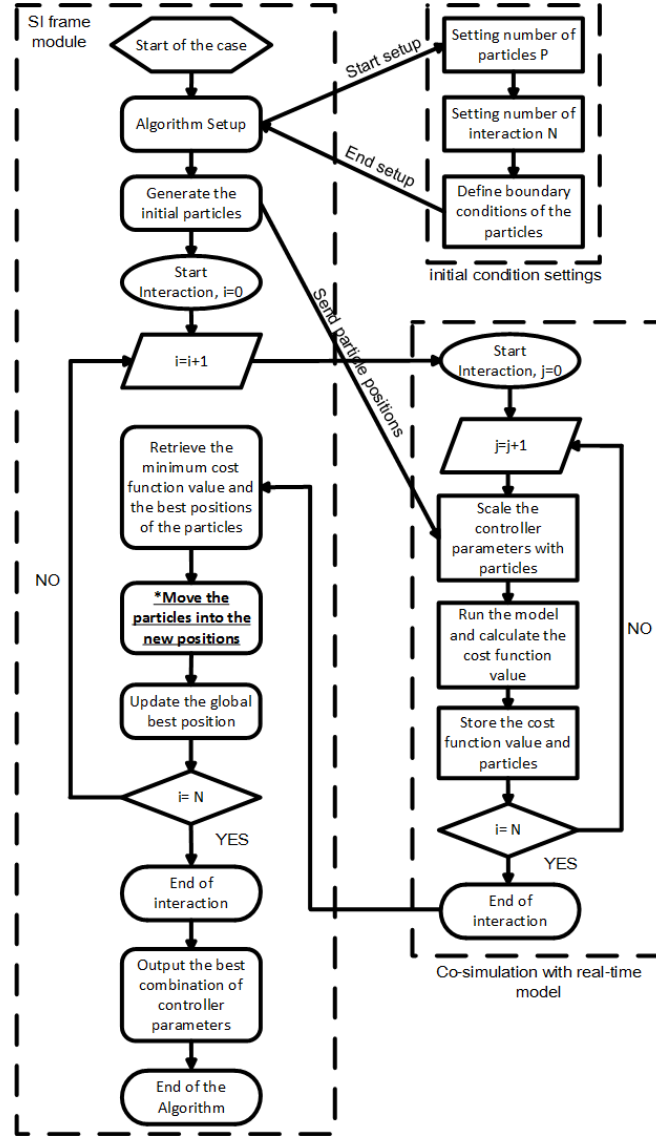 SI frame
module
Start of the case
Algorithm Setup
Generate the
initial particles
Start
Interaction, i=0
i=i+1
Retrieve the
minimum cost
function value and
the best positions
of the particles
*Move the
particles into the
new positions
Update the global
best position
i= N
NO
YES
End of
interaction
Output the best
combination of
controller
parameters
End of the
Algorithm
Start setup
End setup
Send particle positions
Setting number of
particles P
Setting number of
interaction N
Define boundary
conditions of the
particles
initial condition settings
Start
Interaction, j=0
j=j+1
Scale the
controller
parameters with
particles
Run the model
and calculate the
cost function
value
Store the cost
function value and
particles
i= N
NO
YES
End of
interaction
Co-simulation with real-time
model